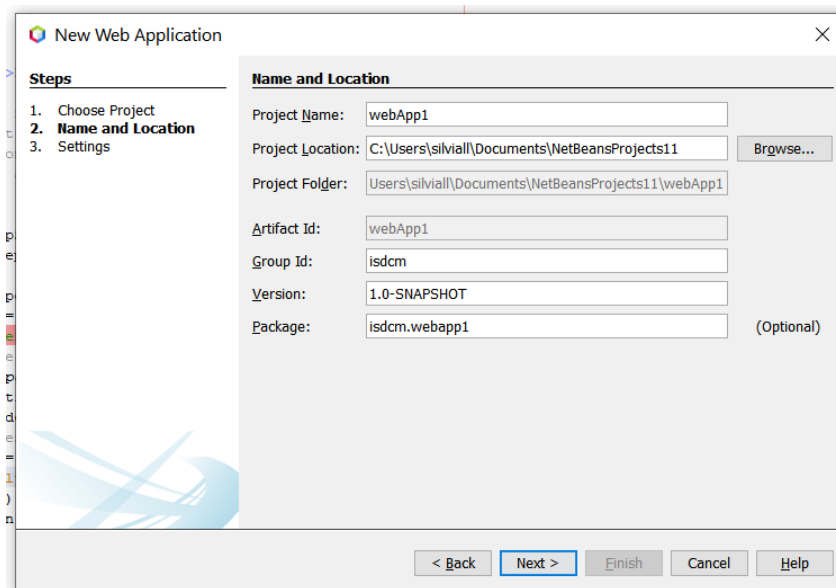 New Web Application
Steps
1. Choose Project
2. Name and Location
3. Settings
Name and Location
Project Name: webApp1
Project Location: C:\Users\silviall\Documents\NetBeansProjects11 Browse...
Project Folder: Users\silviall\Documents\NetBeansProjects11\webApp1
Artifact Id: webApp1
Group Id: isdcm
Version: 1.0-SNAPSHOT
Package: isdcm.webapp1 (Optional)
< Back Next > Finish Cancel Help